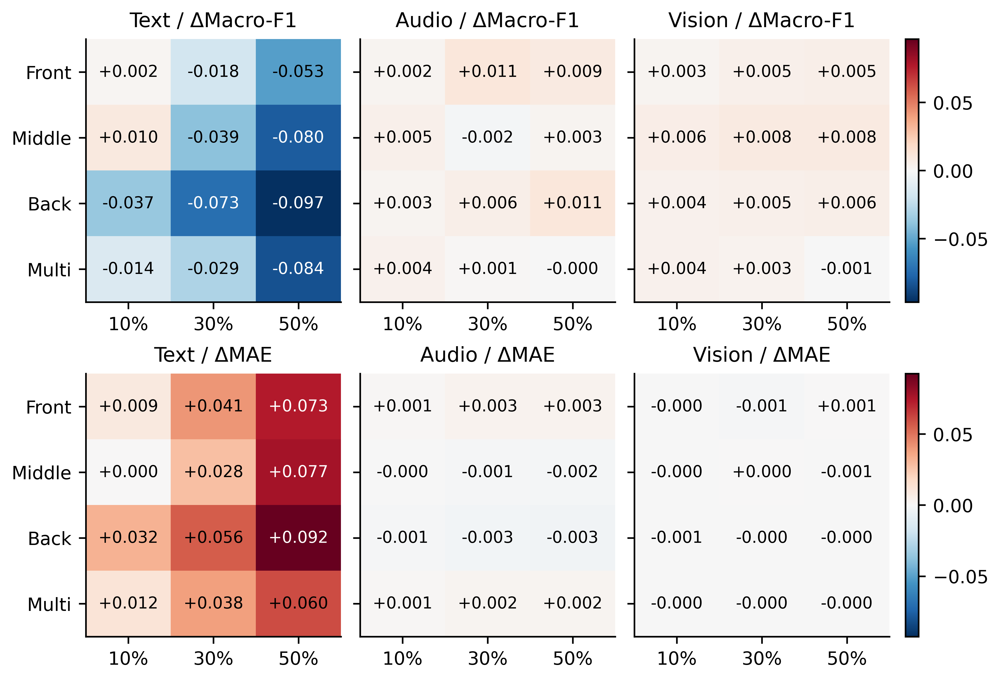 Text / ΔMacro-F1 Audio / ΔMacro-F1 Vision / ΔMacro-F1
Front +0.002 -0.018 -0.053 +0.002 +0.011 +0.009 +0.003 +0.005 +0.005
0.05
Middle +0.010 -0.039 -0.080 +0.005 -0.002 +0.003 +0.006 +0.008 +0.008
0.00
Back -0.037 -0.073 -0.097 +0.003 +0.006 +0.011 +0.004 +0.005 +0.006
−0.05
Multi -0.014 -0.029 -0.084 +0.004 +0.001 -0.000 +0.004 +0.003 -0.001
10% 30% 50% 10% 30% 50% 10% 30% 50%
Text / ΔMAE Audio / ΔMAE Vision / ΔMAE
Front +0.009 +0.041 +0.073 +0.001 +0.003 +0.003 -0.000 -0.001 +0.001
0.05
Middle +0.000 +0.028 +0.077 -0.000 -0.001 -0.002 -0.000 +0.000 -0.001
0.00
Back +0.032 +0.056 +0.092 -0.001 -0.003 -0.003 -0.001 -0.000 -0.000
−0.05
Multi +0.012 +0.038 +0.060 +0.001 +0.002 +0.002 -0.000 -0.000 -0.000
10% 30% 50% 10% 30% 50% 10% 30% 50%